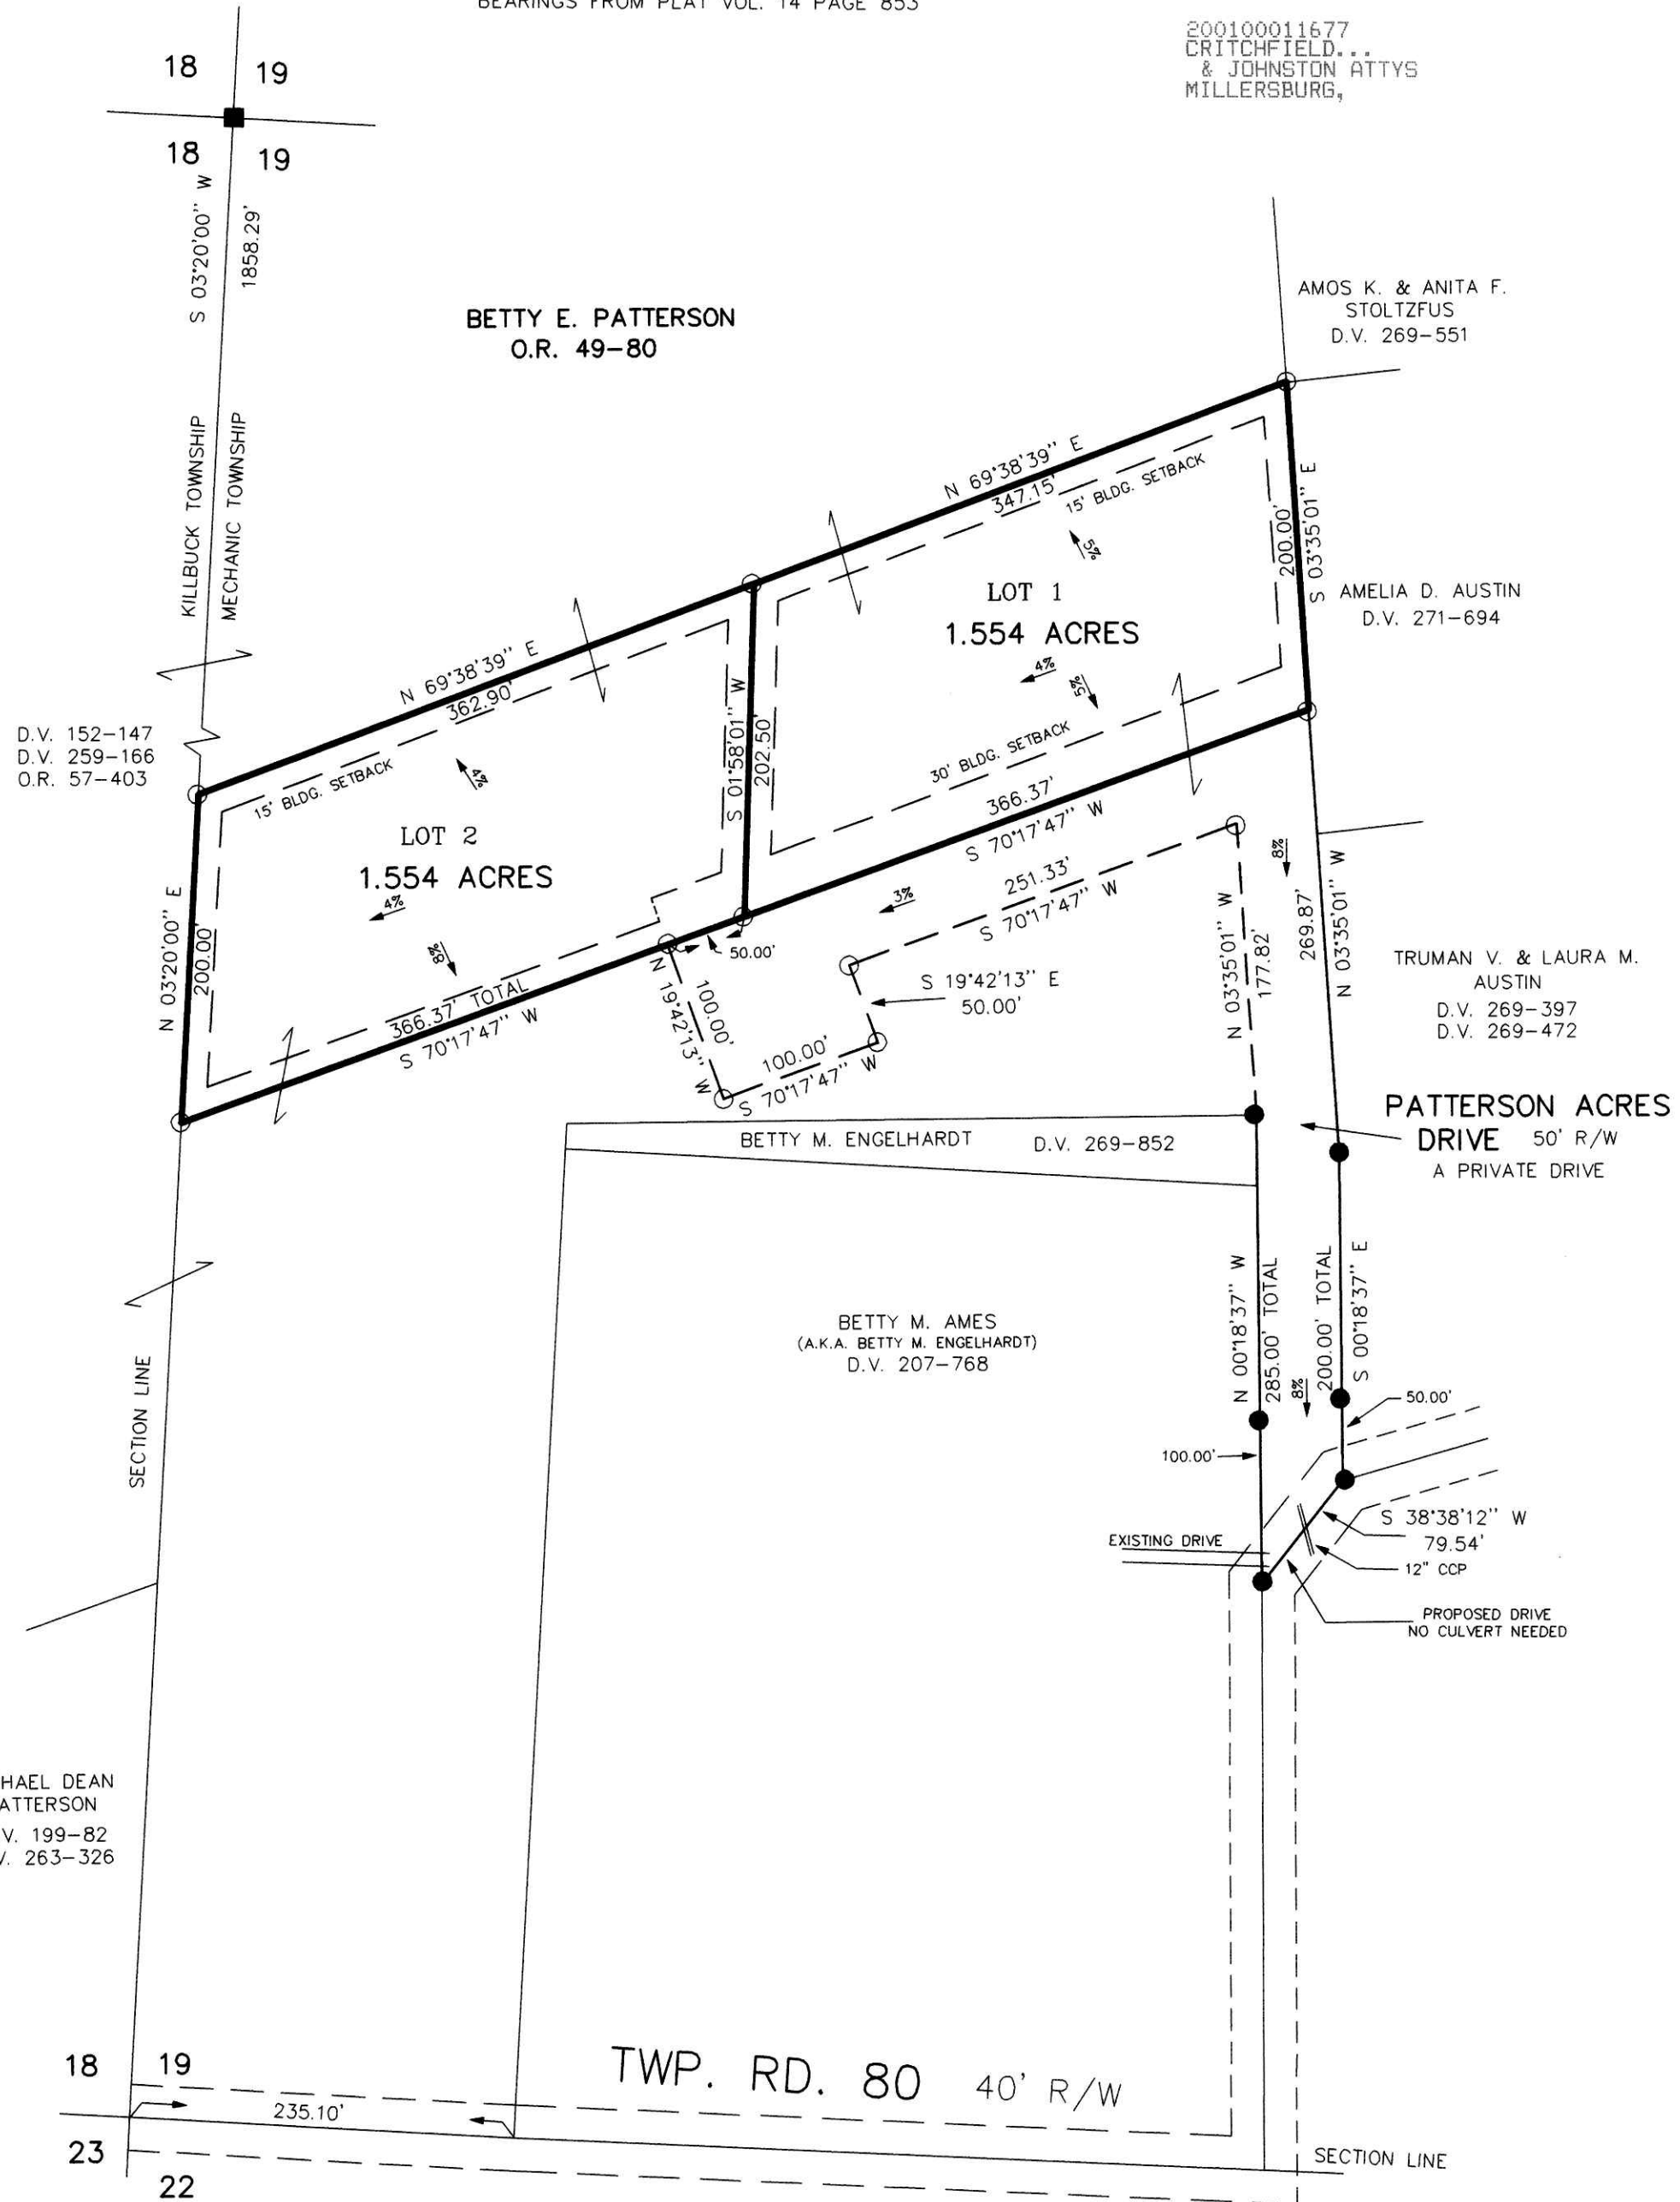 BEARINGS FROM PLAT VOL. 14 PAGE 853
200100011677
CRITCHFIELD...
& JOHNSTON ATTYS
MILLERSBURG,
18
19
18
19
S 03°20'00" W
1858.29'
BETTY E. PATTERSON
O.R. 49-80
AMOS K. & ANITA F.
STOLTZFUS
D.V. 269-551
KILLBUCK TOWNSHIP
MECHANIC TOWNSHIP
N 69°38'39" E
347.15'
15' BLDG. SETBACK
5%
200.00'
S 03°35'01" E
LOT 1
1.554 ACRES
4%
5%
AMELIA D. AUSTIN
D.V. 271-694
N 69°38'39" E
362.90'
S 01°58'01" W
202.50'
30' BLDG. SETBACK
366.37'
S 70°17'47" W
D.V. 152-147
D.V. 259-166
O.R. 57-403
15' BLDG. SETBACK
4%
LOT 2
1.554 ACRES
4%
8%
N 03°20'00" E
200.00'
366.37' TOTAL
S 70°17'47" W
50.00'
N 19°42'13" W
100.00'
100.00'
S 70°17'47" W
3%
251.33'
S 70°17'47" W
S 19°42'13" E
50.00'
N 03°35'01" W
177.82'
8%
269.87'
N 03°35'01" W
TRUMAN V. & LAURA M.
AUSTIN
D.V. 269-397
D.V. 269-472
PATTERSON ACRES
DRIVE 50' R/W
A PRIVATE DRIVE
BETTY M. ENGELHARDT D.V. 269-852
BETTY M. AMES
(A.K.A. BETTY M. ENGELHARDT)
D.V. 207-768
N 00°18'37" W
285.00' TOTAL
8%
200.00' TOTAL
S 00°18'37" E
50.00'
100.00'
SECTION LINE
EXISTING DRIVE
S 38°38'12" W
79.54'
12" CCP
PROPOSED DRIVE
NO CULVERT NEEDED
HAEL DEAN
ATTERSON
V. 199-82
V. 263-326
18
19
TWP. RD. 80 40' R/W
235.10'
23
22
SECTION LINE